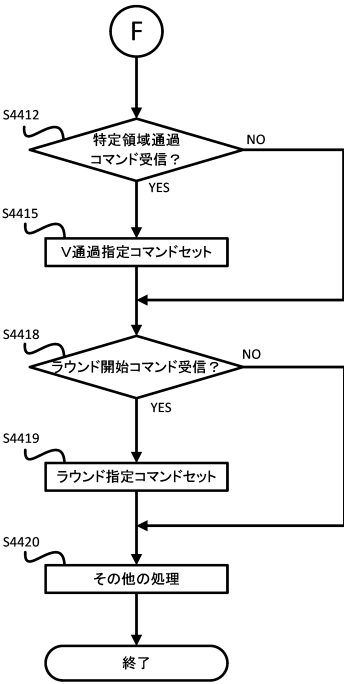 F
S4412
特定領域通過
コマンド受信？
NO
YES
S4415
V通過指定コマンドセット
S4418
ラウンド開始コマンド受信？
NO
YES
S4419
ラウンド指定コマンドセット
S4420
その他の処理
終了